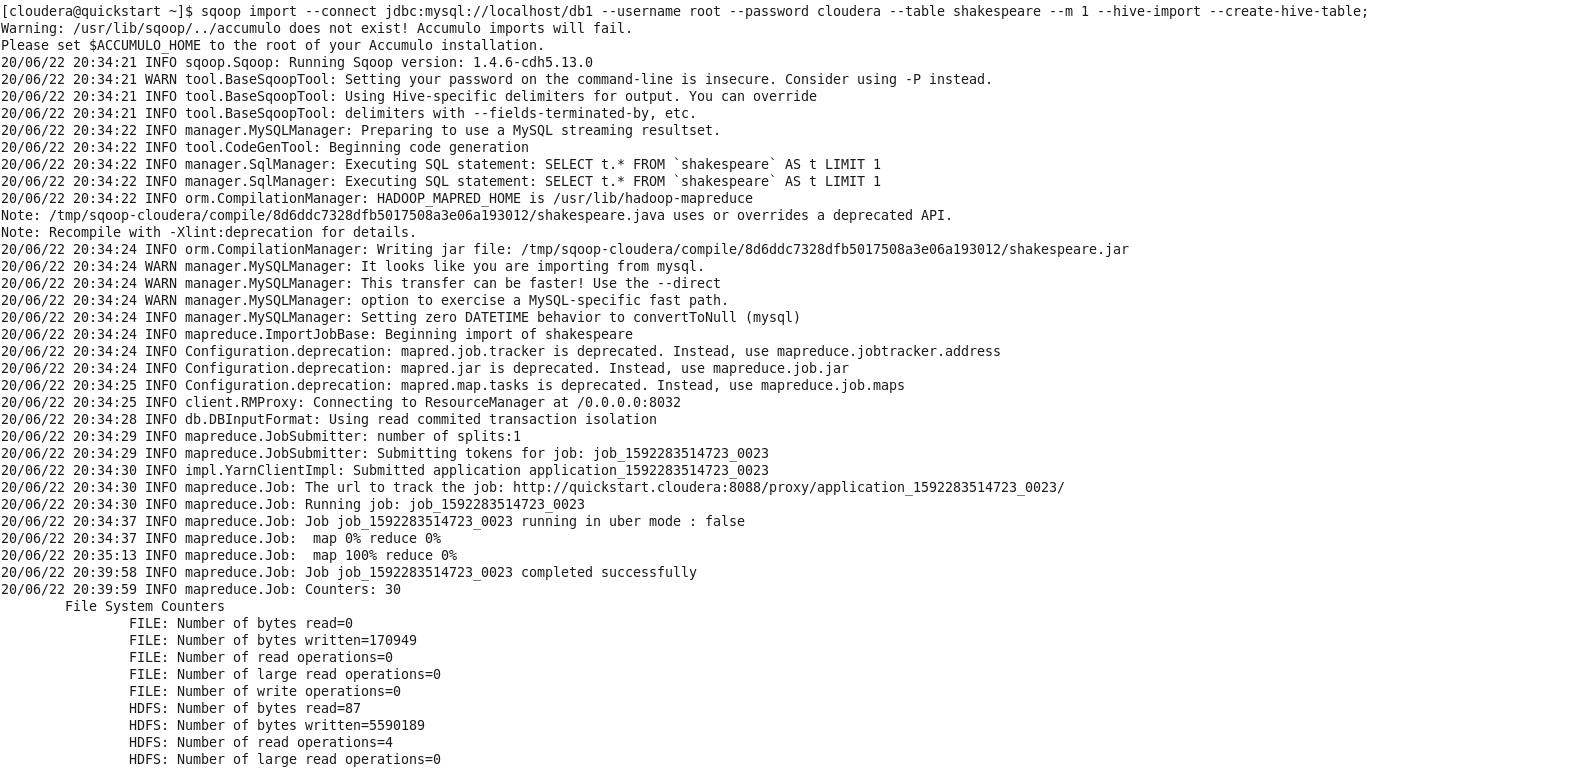 [cloudera@quickstart ~]$ sqoop import --connect jdbc:mysql://localhost/db1 --username root --password cloudera --table shakespeare --m 1 --hive-import --create-hive-table;
Warning: /usr/lib/sqoop/../accumulo does not exist! Accumulo imports will fail.
Please set $ACCUMULO_HOME to the root of your Accumulo installation.
20/06/22 20:34:21 INFO sqoop.Sqoop: Running Sqoop version: 1.4.6-cdh5.13.0
20/06/22 20:34:21 WARN tool.BaseSqoopTool: Setting your password on the command-line is insecure. Consider using -P instead.
20/06/22 20:34:21 INFO tool.BaseSqoopTool: Using Hive-specific delimiters for output. You can override
20/06/22 20:34:21 INFO tool.BaseSqoopTool: delimiters with --fields-terminated-by, etc.
20/06/22 20:34:22 INFO manager.MySQLManager: Preparing to use a MySQL streaming resultset.
20/06/22 20:34:22 INFO tool.CodeGenTool: Beginning code generation
20/06/22 20:34:22 INFO manager.SqlManager: Executing SQL statement: SELECT t.* FROM `shakespeare` AS t LIMIT 1
20/06/22 20:34:22 INFO manager.SqlManager: Executing SQL statement: SELECT t.* FROM `shakespeare` AS t LIMIT 1
20/06/22 20:34:22 INFO orm.CompilationManager: HADOOP_MAPRED_HOME is /usr/lib/hadoop-mapreduce
Note: /tmp/sqoop-cloudera/compile/8d6ddc7328dfb5017508a3e06a193012/shakespeare.java uses or overrides a deprecated API.
Note: Recompile with -Xlint:deprecation for details.
20/06/22 20:34:24 INFO orm.CompilationManager: Writing jar file: /tmp/sqoop-cloudera/compile/8d6ddc7328dfb5017508a3e06a193012/shakespeare.jar
20/06/22 20:34:24 WARN manager.MySQLManager: It looks like you are importing from mysql.
20/06/22 20:34:24 WARN manager.MySQLManager: This transfer can be faster! Use the --direct
20/06/22 20:34:24 WARN manager.MySQLManager: option to exercise a MySQL-specific fast path.
20/06/22 20:34:24 INFO manager.MySQLManager: Setting zero DATETIME behavior to convertToNull (mysql)
20/06/22 20:34:24 INFO mapreduce.ImportJobBase: Beginning import of shakespeare
20/06/22 20:34:24 INFO Configuration.deprecation: mapred.job.tracker is deprecated. Instead, use mapreduce.jobtracker.address
20/06/22 20:34:24 INFO Configuration.deprecation: mapred.jar is deprecated. Instead, use mapreduce.job.jar
20/06/22 20:34:25 INFO Configuration.deprecation: mapred.map.tasks is deprecated. Instead, use mapreduce.job.maps
20/06/22 20:34:25 INFO client.RMProxy: Connecting to ResourceManager at /0.0.0.0:8032
20/06/22 20:34:28 INFO db.DBInputFormat: Using read commited transaction isolation
20/06/22 20:34:29 INFO mapreduce.JobSubmitter: number of splits:1
20/06/22 20:34:29 INFO mapreduce.JobSubmitter: Submitting tokens for job: job_1592283514723_0023
20/06/22 20:34:30 INFO impl.YarnClientImpl: Submitted application application_1592283514723_0023
20/06/22 20:34:30 INFO mapreduce.Job: The url to track the job: http://quickstart.cloudera:8088/proxy/application_1592283514723_0023/
20/06/22 20:34:30 INFO mapreduce.Job: Running job: job_1592283514723_0023
20/06/22 20:34:37 INFO mapreduce.Job: Job job_1592283514723_0023 running in uber mode : false
20/06/22 20:34:37 INFO mapreduce.Job:  map 0% reduce 0%
20/06/22 20:35:13 INFO mapreduce.Job:  map 100% reduce 0%
20/06/22 20:39:58 INFO mapreduce.Job: Job job_1592283514723_0023 completed successfully
20/06/22 20:39:59 INFO mapreduce.Job: Counters: 30
File System Counters
FILE: Number of bytes read=0
FILE: Number of bytes written=170949
FILE: Number of read operations=0
FILE: Number of large read operations=0
FILE: Number of write operations=0
HDFS: Number of bytes read=87
HDFS: Number of bytes written=5590189
HDFS: Number of read operations=4
HDFS: Number of large read operations=0